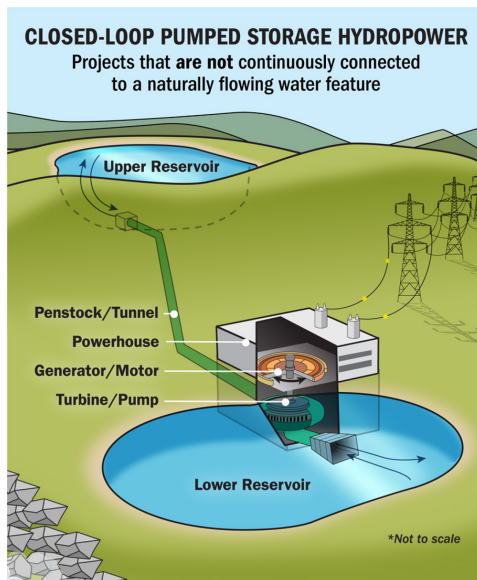 CLOSED-LOOP PUMPED STORAGE HYDROPOWER
Projects that are not continuously connected
to a naturally flowing water feature
Upper Reservoir
Penstock/Tunnel
Powerhouse
Generator/Motor
Turbine/Pump
Lower Reservoir
*Not to scale